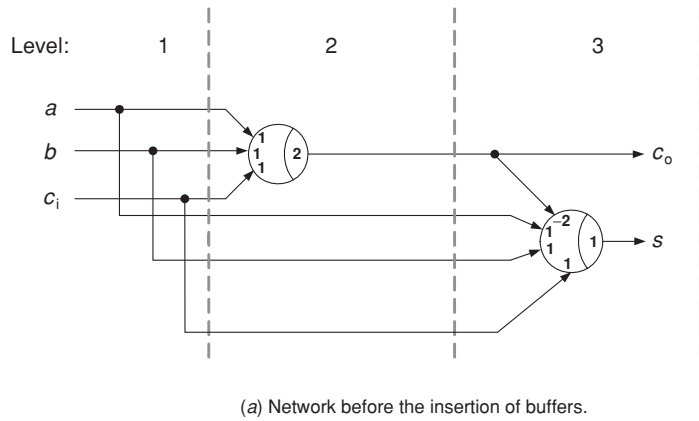 Level: 1 2 3
a
1
b
1 2
c_o
1
c_i
−2
1
1 s
1
1
(a) Network before the insertion of buffers.